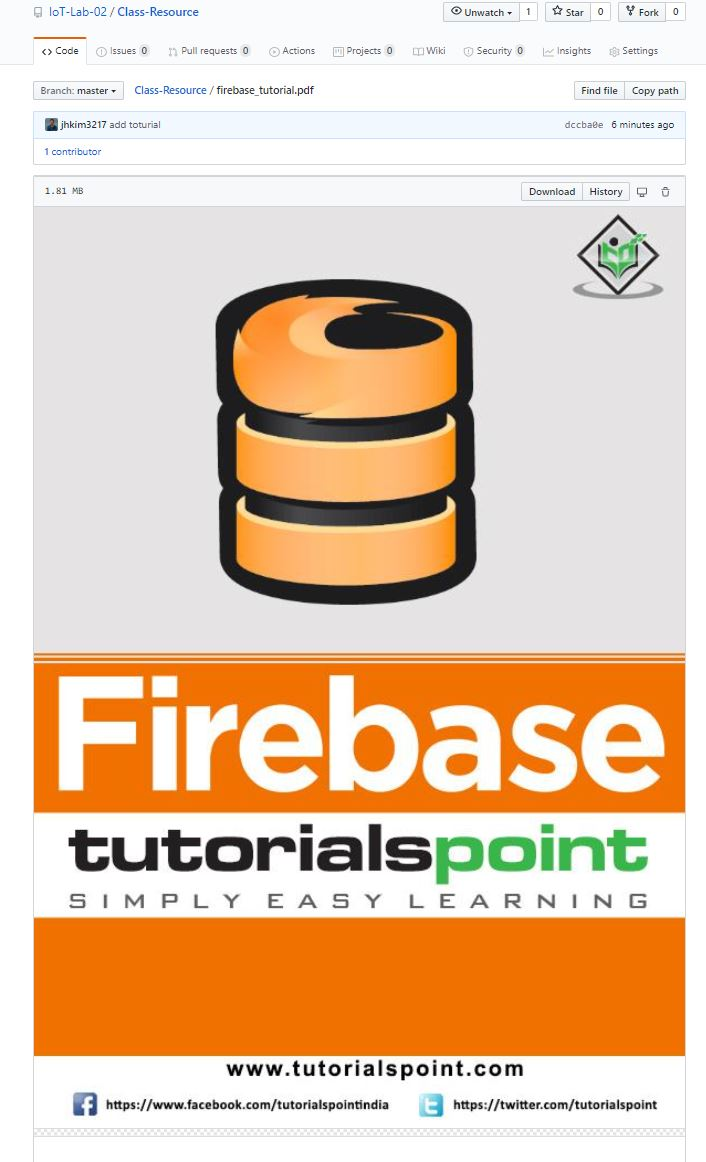 IoT-Lab-02 / Class-Resource
Unwatch 1 Star 0 Fork 0
Code Issues 0 Pull requests 0 Actions Projects 0 Wiki Security 0 Insights Settings
Branch: master Class-Resource / firebase_tutorial.pdf Find file Copy path
jhkim3217 add toturial dccba0e 6 minutes ago
1 contributor
1.81 MB Download History
Firebase
tutorialspoint
SIMPLY EASY LEARNING
www.tutorialspoint.com
https://www.facebook.com/tutorialspointindia https://twitter.com/tutorialspoint